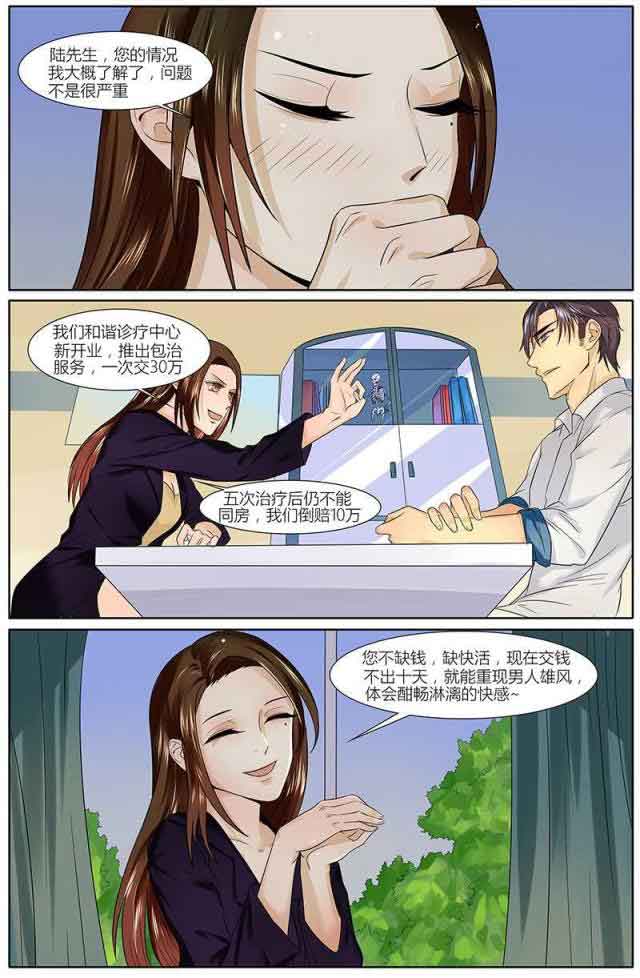 陆先生，您的情况
我大概了解了，问题
不是很严重
我们和谐诊疗中心
新开业，推出包治
服务，一次交30万
五次治疗后仍不能
同房，我们倒赔10万
您不缺钱，缺快活，现在交钱
不出十天，就能重现男人雄风，
体会酣畅淋漓的快感~